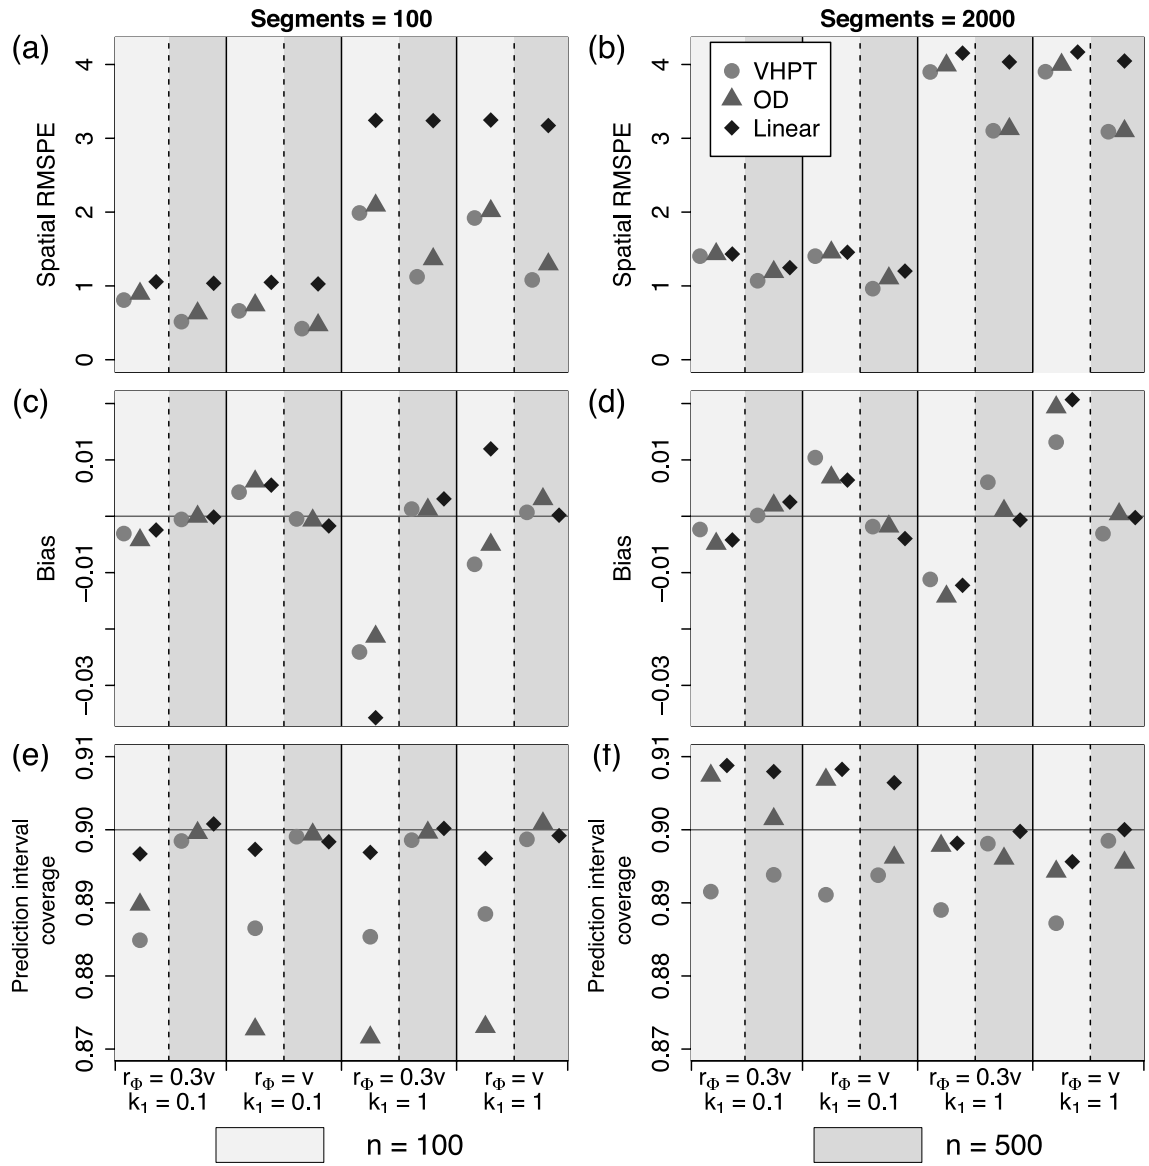 Segments = 100
Segments = 2000
(a)
Spatial RMSPE
4
3
2
1
0
(b)
Spatial RMSPE
4
3
2
1
0
VHPT
OD
Linear
(c)
Bias
0.01
−0.01
−0.03
(d)
Bias
0.01
−0.01
−0.03
(e)
Prediction interval
coverage
0.91
0.90
0.89
0.88
0.87
(f)
Prediction interval
coverage
0.91
0.90
0.89
0.88
0.87
rΦ = 0.3v rΦ = v rΦ = 0.3v rΦ = v
k1 = 0.1 k1 = 0.1 k1 = 1 k1 = 1
rΦ = 0.3v rΦ = v rΦ = 0.3v rΦ = v
k1 = 0.1 k1 = 0.1 k1 = 1 k1 = 1
n = 100
n = 500